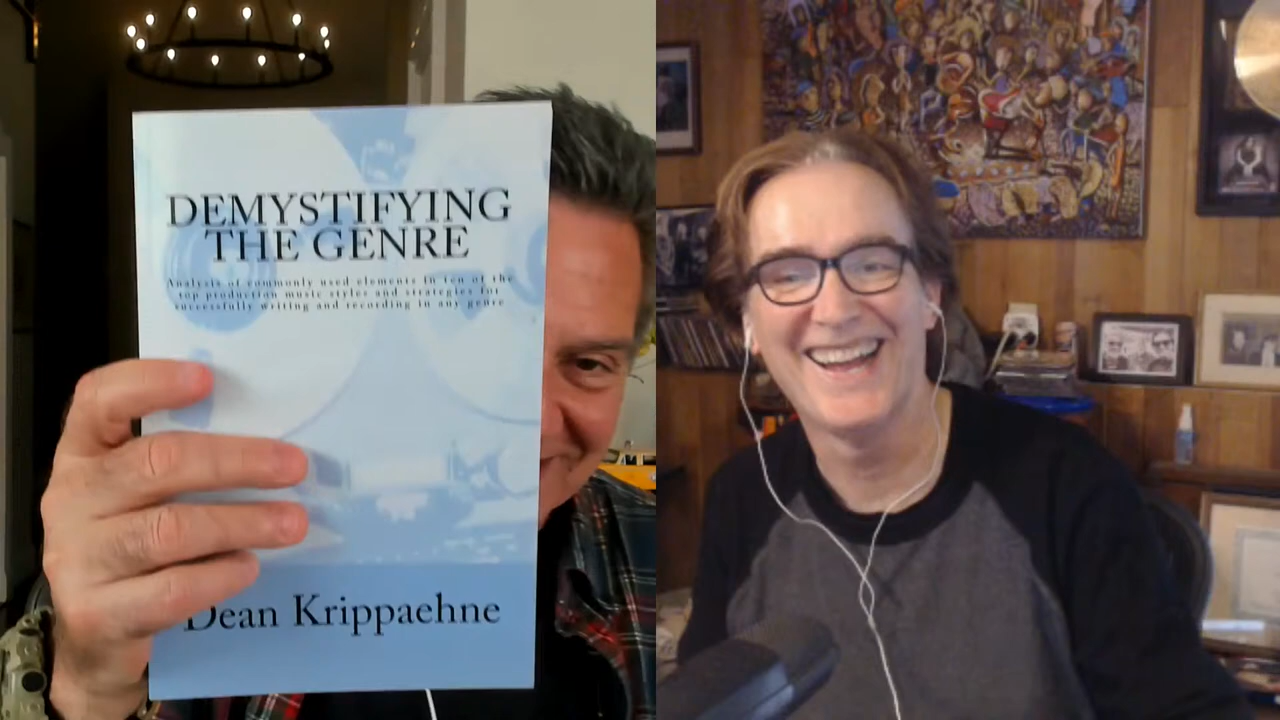 DEMYSTIFYING
THE GENRE
Analysis of commonly used elements in ten of the
top production music styles and strategies for
successfully writing and recording in any genre
Dean Krippaehne